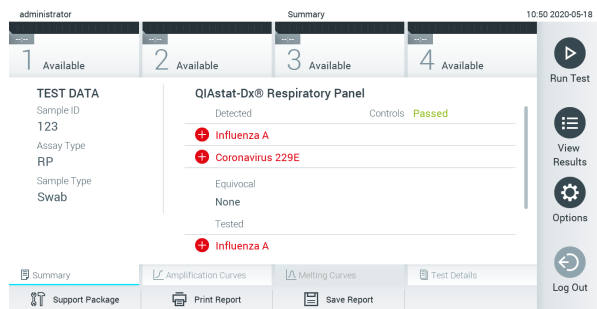 administrator
Summary
10:50 2020-05-18
--:--
--:--
--:--
1 Available
2 Available
3 Available
4 Available
Run Test
TEST DATA
Sample ID
123
Assay Type
RP
Sample Type
Swab
QIAstat-Dx® Respiratory Panel
Detected
Controls Passed
Influenza A
Coronavirus 229E
Equivocal
None
Tested
Influenza A
View
Results
Options
Log Out
Summary
Amplification Curves
Melting Curves
Test Details
Support Package
Print Report
Save Report